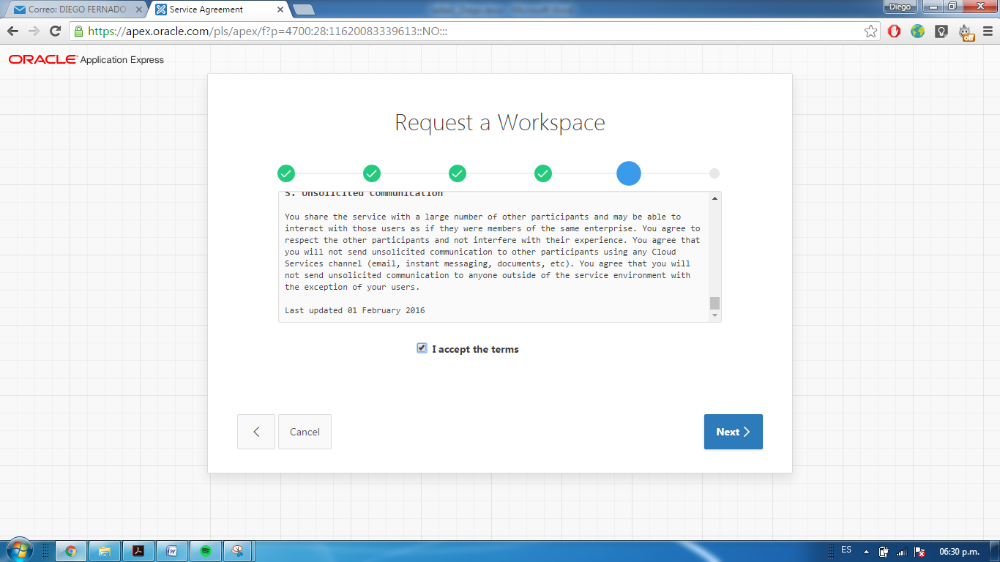 Correo: DIEGO FERNADO
Service Agreement
Diego
https://apex.oracle.com/pls/apex/f?p=4700:28:11620083339613::NO:::
off
ORACLE Application Express
Request a Workspace
5. Unsolicited Communication
You share the service with a large number of other participants and may be able to
interact with those users as if they were members of the same enterprise. You agree to
respect the other participants and not interfere with their experience. You agree that
you will not send unsolicited communication to other participants using any Cloud
Services channel (email, instant messaging, documents, etc). You agree that you will
not send unsolicited communication to anyone outside of the service environment with
the exception of your users.
Last updated 01 February 2016
I accept the terms
Cancel
Next
ES
06:30 p.m.